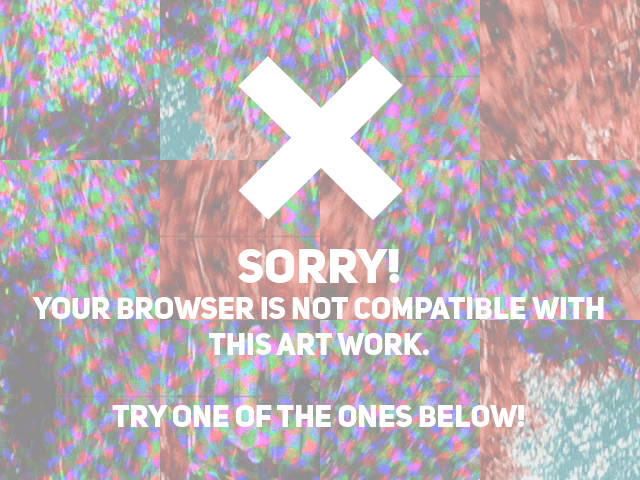 SORRY!
YOUR BROWSER IS NOT COMPATIBLE WITH
THIS ART WORK.
TRY ONE OF THE ONES BELOW!